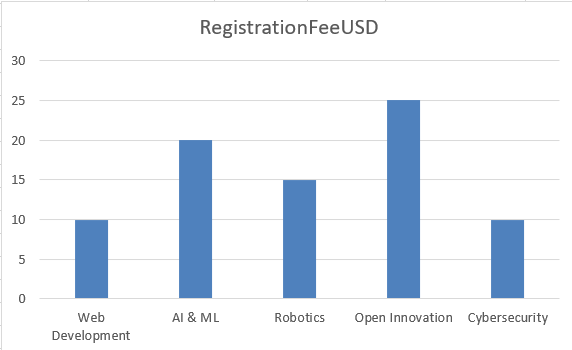 RegistrationFeeUSD
30
25
20
15
10
5
0
Web
Development
AI & ML
Robotics
Open Innovation
Cybersecurity